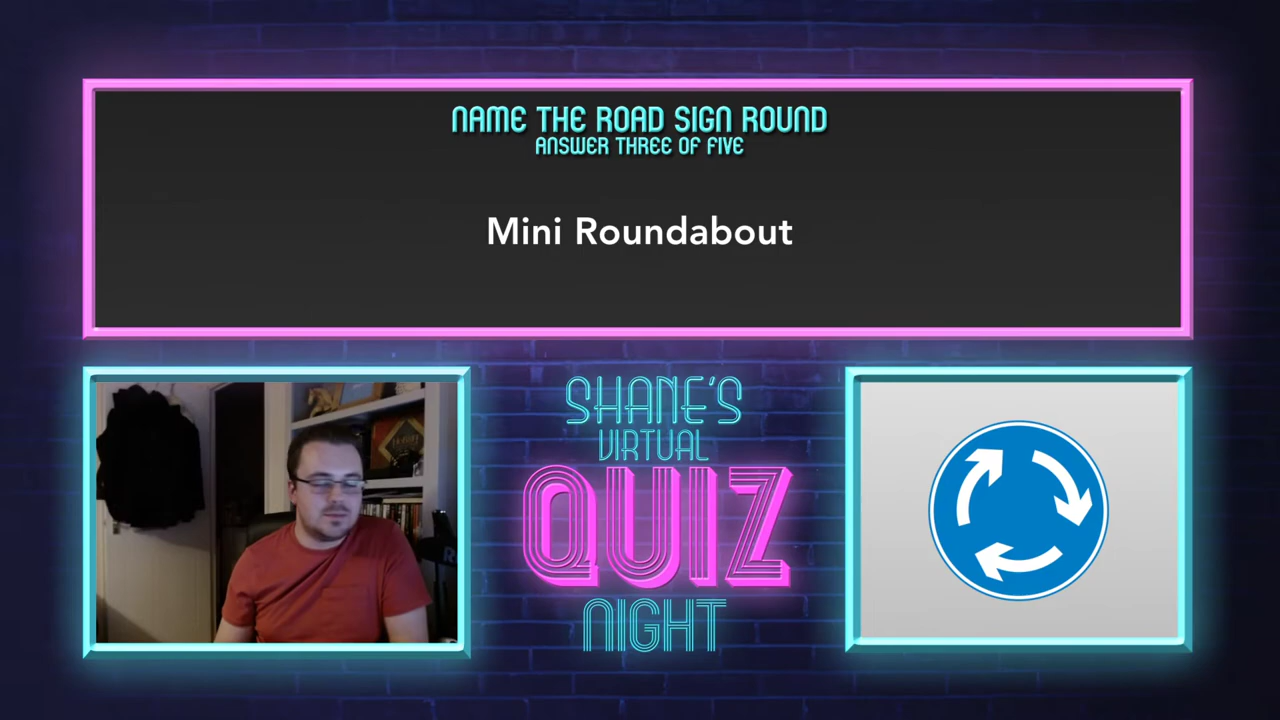 NAME THE ROAD SIGN ROUND
ANSWER THREE OF FIVE
Mini Roundabout
SHANE'S
VIRTUAL
QUIZ
NIGHT